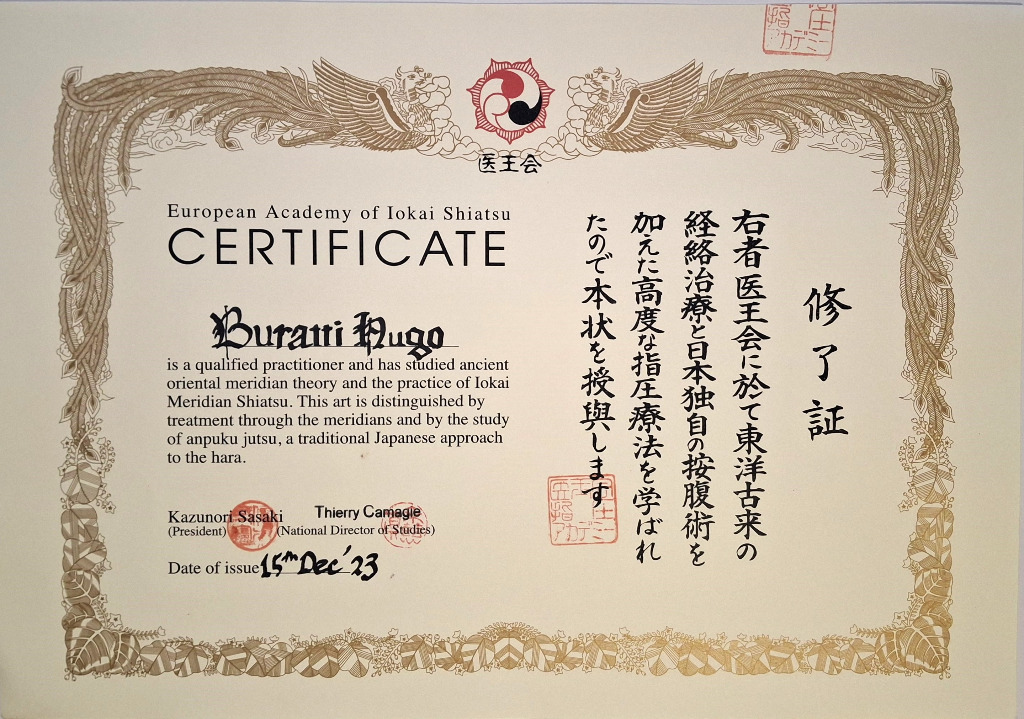 医王会
European Academy of Iokai Shiatsu
CERTIFICATE
Buratti Hugo
is a qualified practitioner and has studied ancient
oriental meridian theory and the practice of Iokai
Meridian Shiatsu. This art is distinguished by
treatment through the meridians and by the study
of anpuku jutsu, a traditional Japanese approach
to the hara.
Kazunori Sasaki
(President)
Thierry Camagie
(National Director of Studies)
Date of issue 15th Dec '23
修了証
右者医王会に於て東洋古来の
経絡治療と日本独自の按腹術を
加えた高度な指圧療法を学ばれ
たので本状を授與します